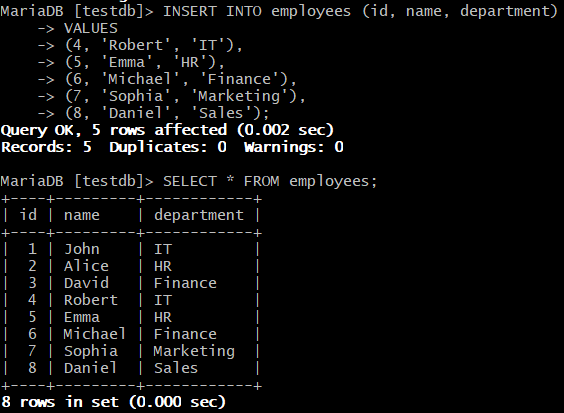 MariaDB [testdb]> INSERT INTO employees (id, name, department)
    -> VALUES
    -> (4, 'Robert', 'IT'),
    -> (5, 'Emma', 'HR'),
    -> (6, 'Michael', 'Finance'),
    -> (7, 'Sophia', 'Marketing'),
    -> (8, 'Daniel', 'Sales');
Query OK, 5 rows affected (0.002 sec)
Records: 5  Duplicates: 0  Warnings: 0

MariaDB [testdb]> SELECT * FROM employees;
+----+---------+------------+
| id | name    | department |
+----+---------+------------+
|  1 | John    | IT         |
|  2 | Alice   | HR         |
|  3 | David   | Finance    |
|  4 | Robert  | IT         |
|  5 | Emma    | HR         |
|  6 | Michael | Finance    |
|  7 | Sophia  | Marketing  |
|  8 | Daniel  | Sales      |
+----+---------+------------+
8 rows in set (0.000 sec)